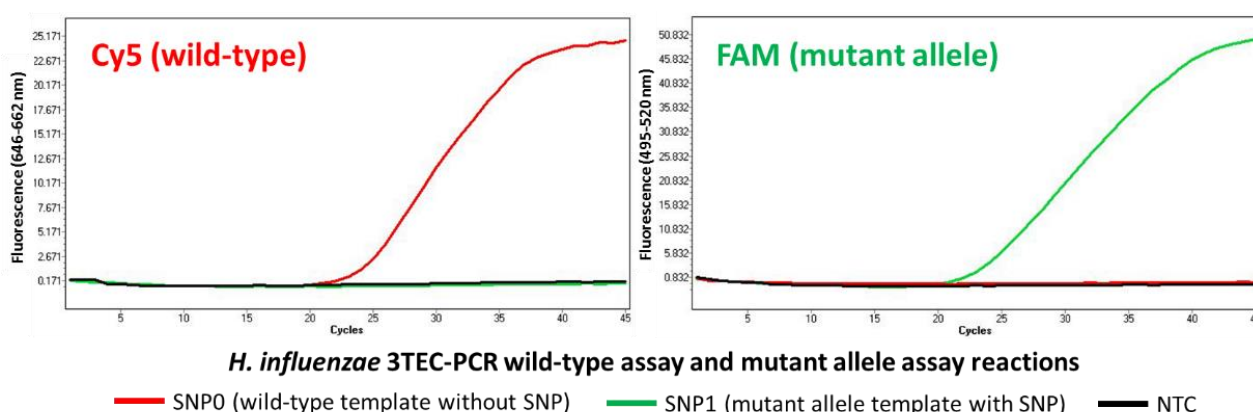 Cy5 (wild-type)
Fluorescence (646-662 nm)
25.171
22.671
20.171
17.671
15.171
12.671
10.171
7.671
5.171
2.671
0.171
5 10 15 20 25 30 35 40 45
Cycles
FAM (mutant allele)
Fluorescence (495-520 nm)
50.832
45.832
40.832
35.832
30.832
25.832
20.832
15.832
10.832
5.832
0.832
5 10 15 20 25 30 35 40 45
Cycles
H. influenzae 3TEC-PCR wild-type assay and mutant allele assay reactions
SNP0 (wild-type template without SNP) SNP1 (mutant allele template with SNP) NTC